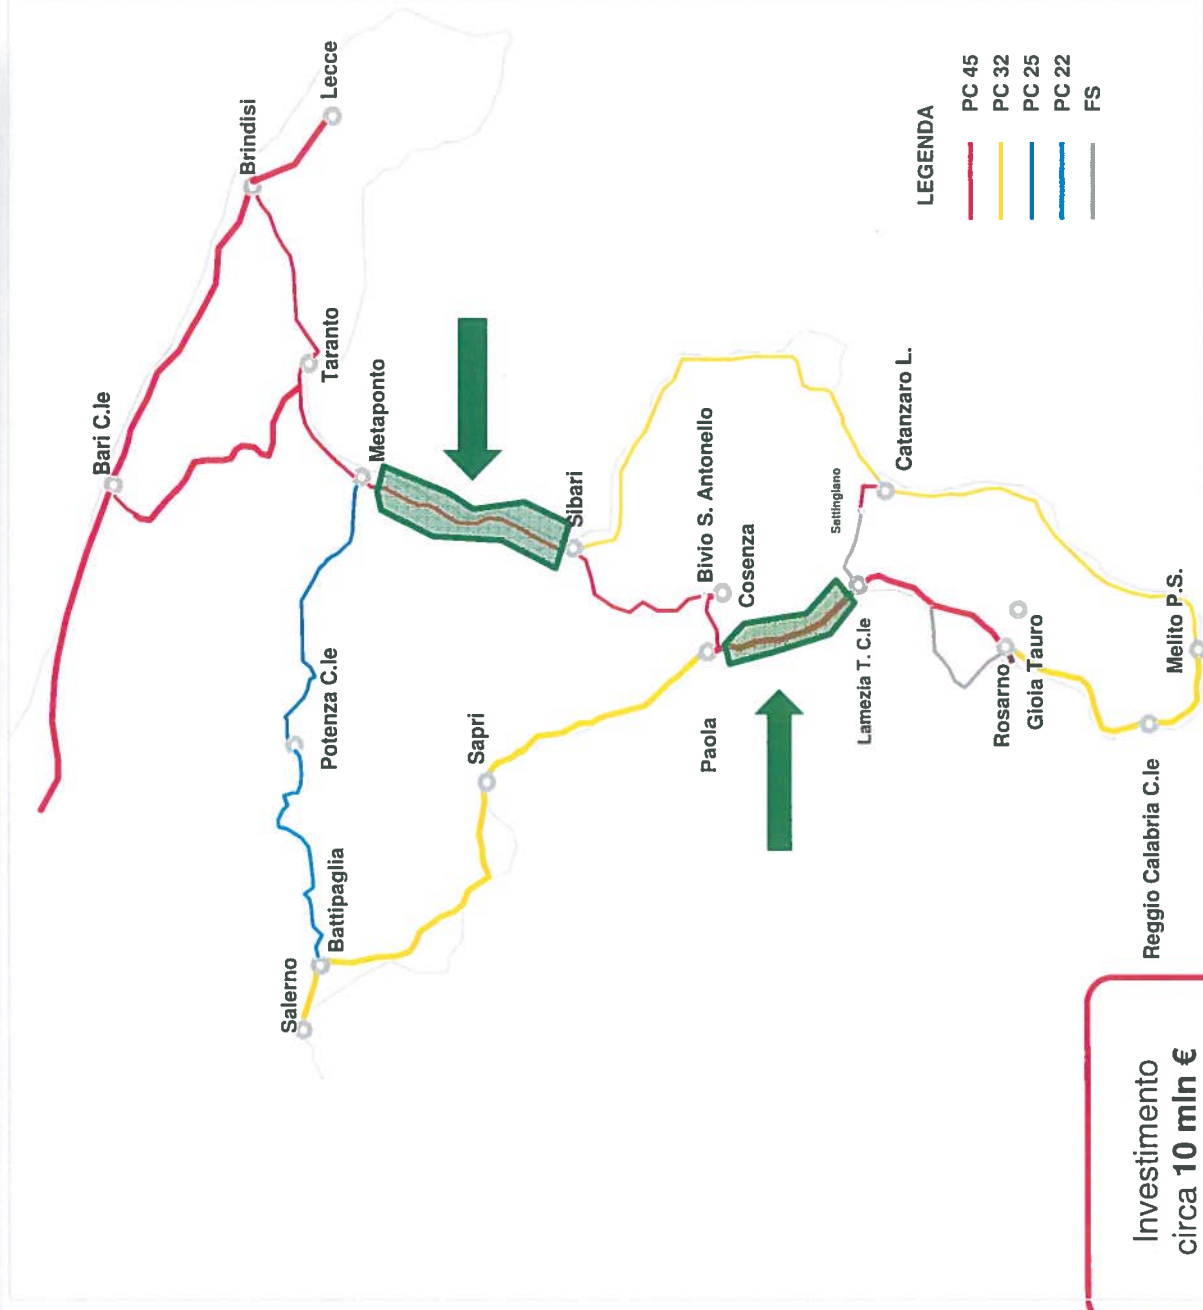 Lecce
Brindisi
Taranto
Bari C.le
Metaponto
Sibari
Bivio S. Antonello
Cosenza
Catanzaro L.
Settingiano
Lamezia T. C.le
Melito P.S.
Rosarno
Gioia Tauro
Reggio Calabria C.le
Paola
Sapri
Potenza C.le
Battipaglia
Salerno
LEGENDA
PC 45
PC 32
PC 25
PC 22
FS
Investimento
circa 10 mln €